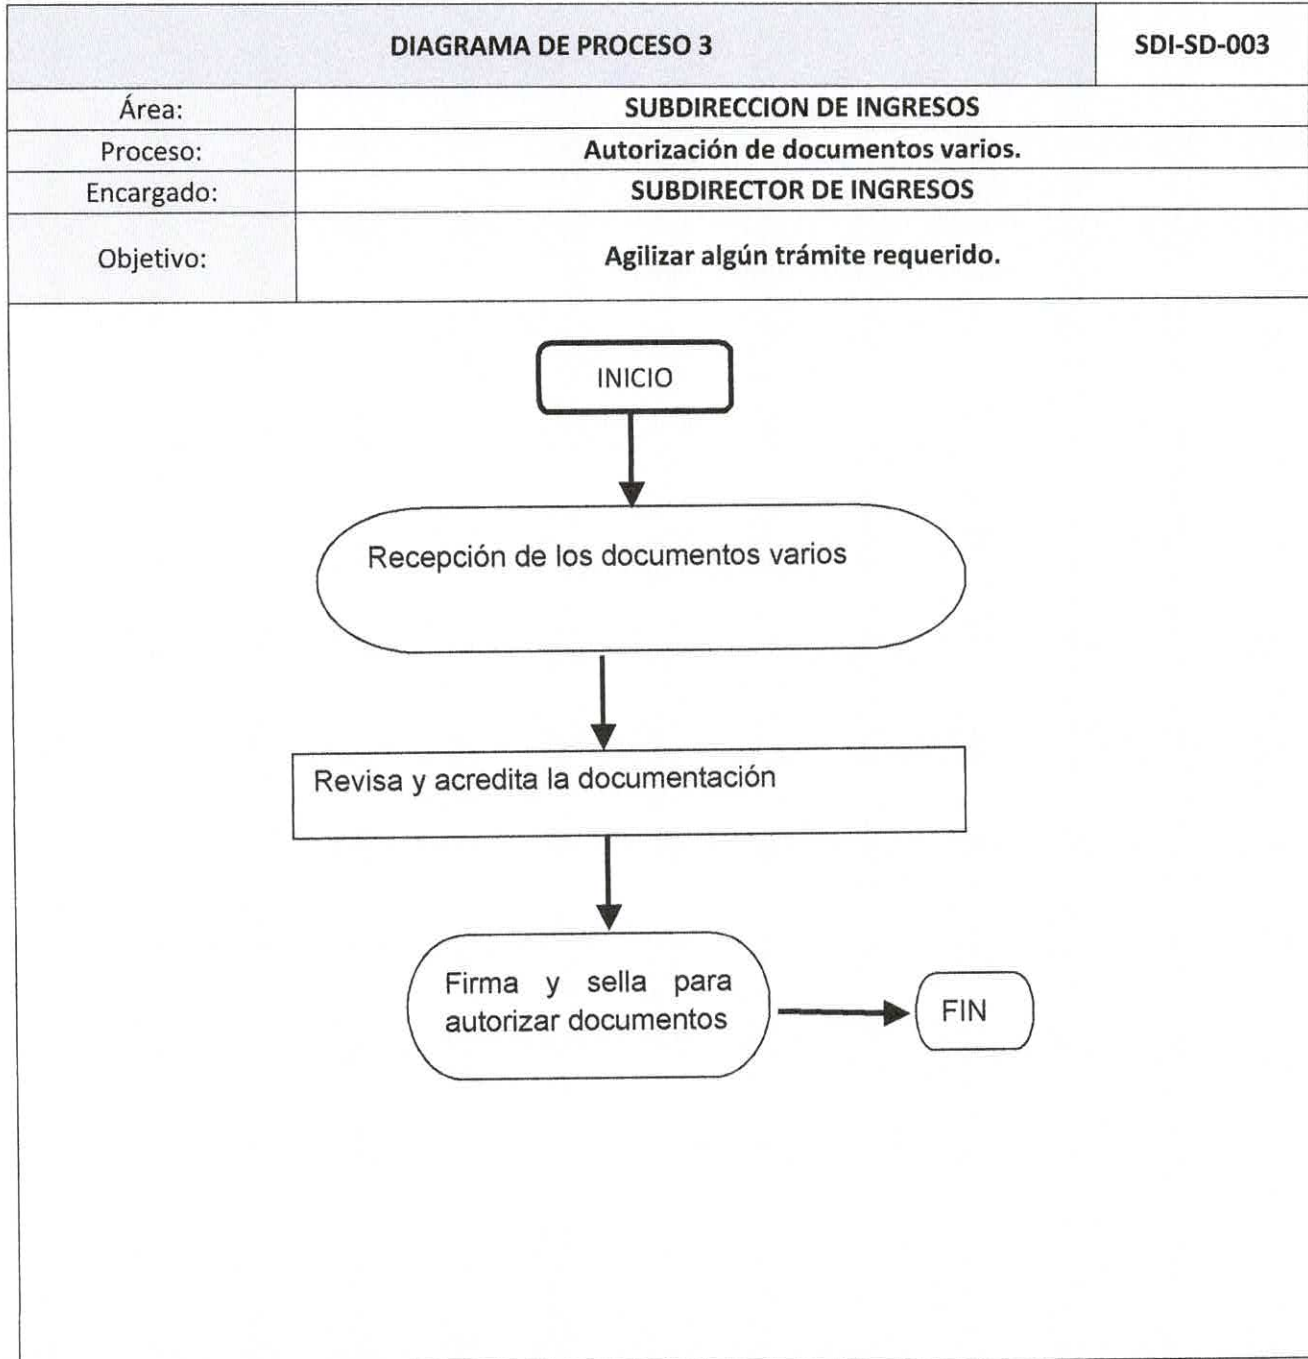 DIAGRAMA DE PROCESO 3
SDI-SD-003
Área:
SUBDIRECCION DE INGRESOS
Proceso:
Autorización de documentos varios.
Encargado:
SUBDIRECTOR DE INGRESOS
Objetivo:
Agilizar algún trámite requerido.
INICIO
Recepción de los documentos varios
Revisa y acredita la documentación
Firma y sella para
autorizar documentos
FIN